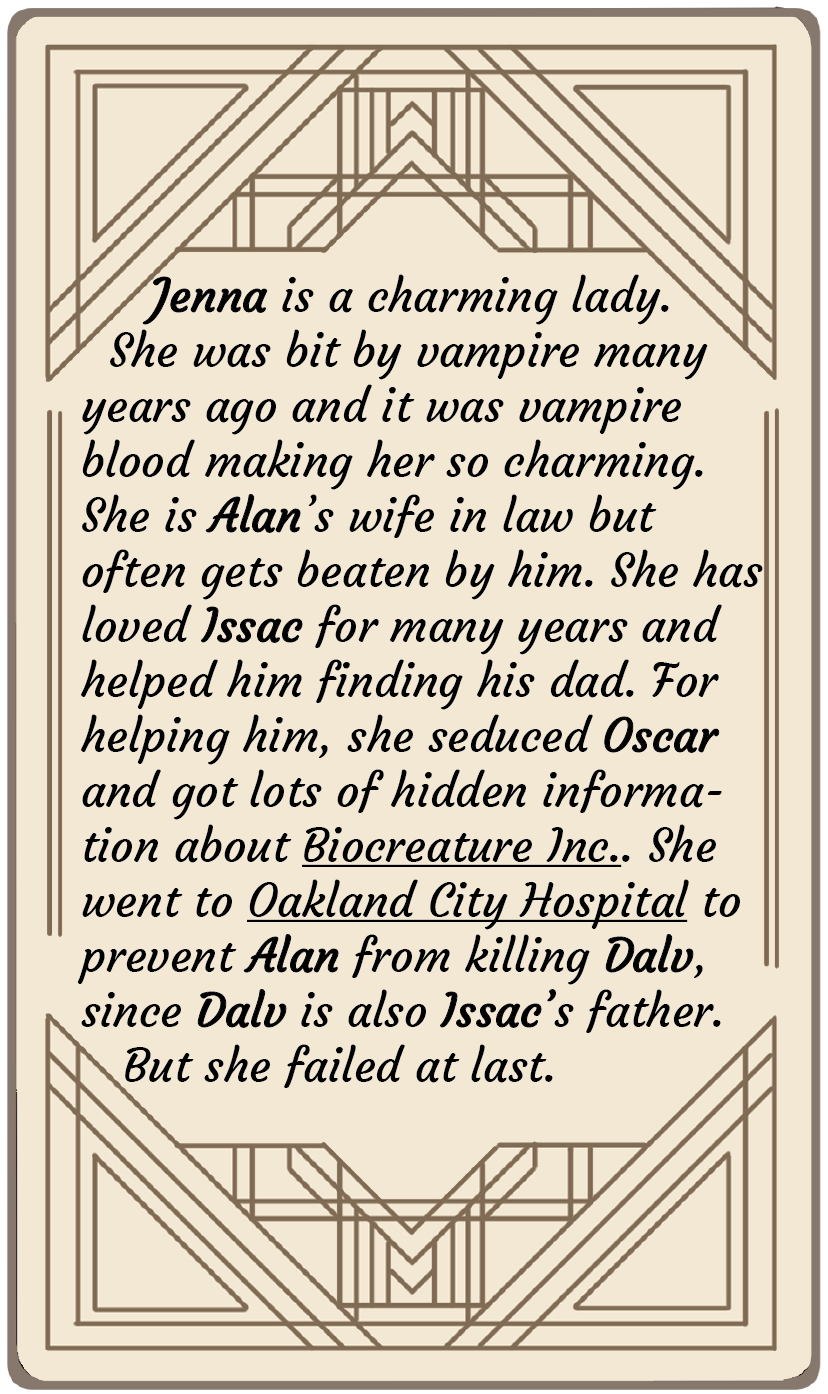 Jenna is a charming lady.
She was bit by vampire many
years ago and it was vampire
blood making her so charming.
She is Alan's wife in law but
often gets beaten by him. She has
loved Issac for many years and
helped him finding his dad. For
helping him, she seduced Oscar
and got lots of hidden informa-
tion about Biocreature Inc.. She
went to Oakland City Hospital to
prevent Alan from killing Dalv,
since Dalv is also Issac's father.
But she failed at last.